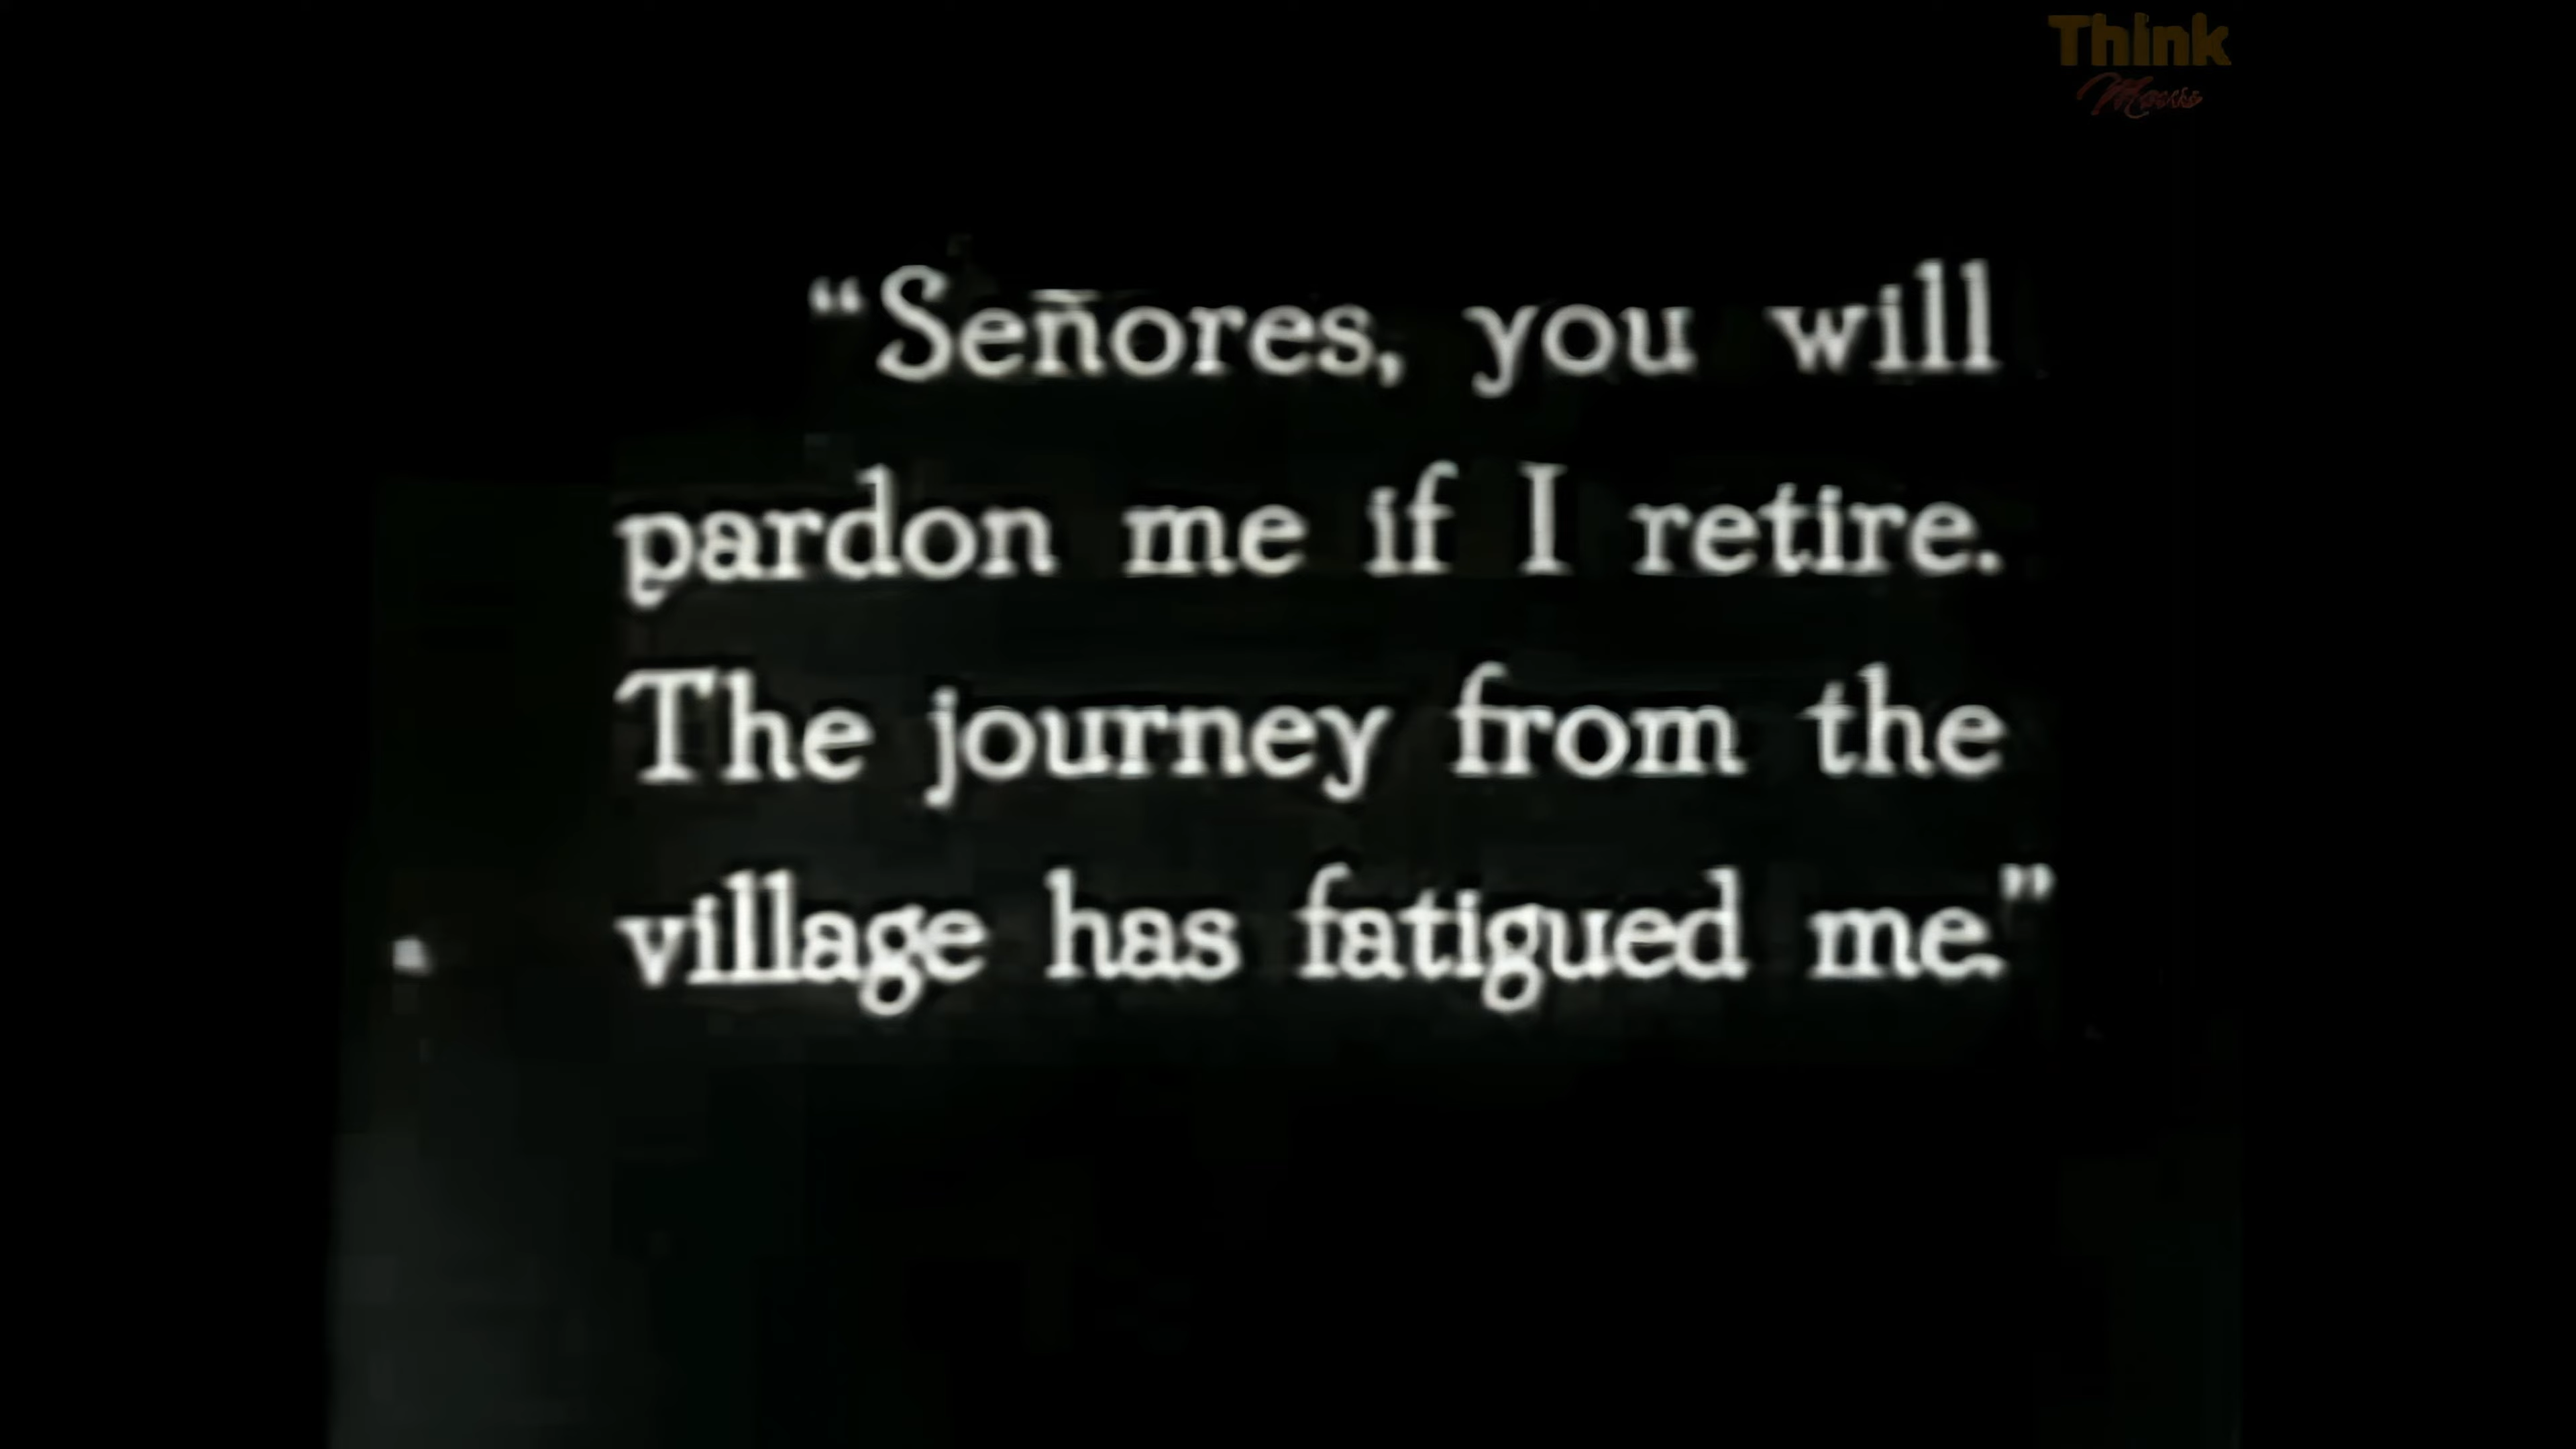 Think
“Señores, you will
pardon me if I retire.
The journey from the
village has fatigued me.”